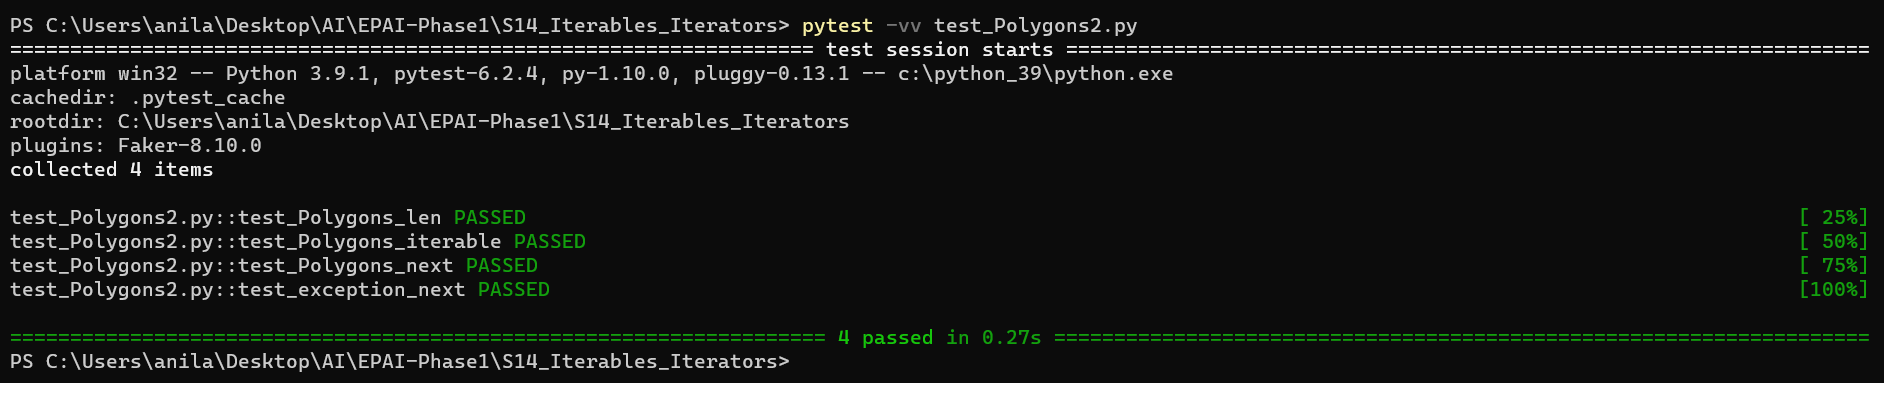 PS C:\Users\anila\Desktop\AI\EPAI-Phase1\S14_Iterables_Iterators> pytest -vv test_Polygons2.py
=================================================================== test session starts ===================================================================
platform win32 -- Python 3.9.1, pytest-6.2.4, py-1.10.0, pluggy-0.13.1 -- c:\python_39\python.exe
cachedir: .pytest_cache
rootdir: C:\Users\anila\Desktop\AI\EPAI-Phase1\S14_Iterables_Iterators
plugins: Faker-8.10.0
collected 4 items
test_Polygons2.py::test_Polygons_len PASSED [ 25%]
test_Polygons2.py::test_Polygons_iterable PASSED [ 50%]
test_Polygons2.py::test_Polygons_next PASSED [ 75%]
test_Polygons2.py::test_exception_next PASSED [100%]
==================================================================== 4 passed in 0.27s ====================================================================
PS C:\Users\anila\Desktop\AI\EPAI-Phase1\S14_Iterables_Iterators>